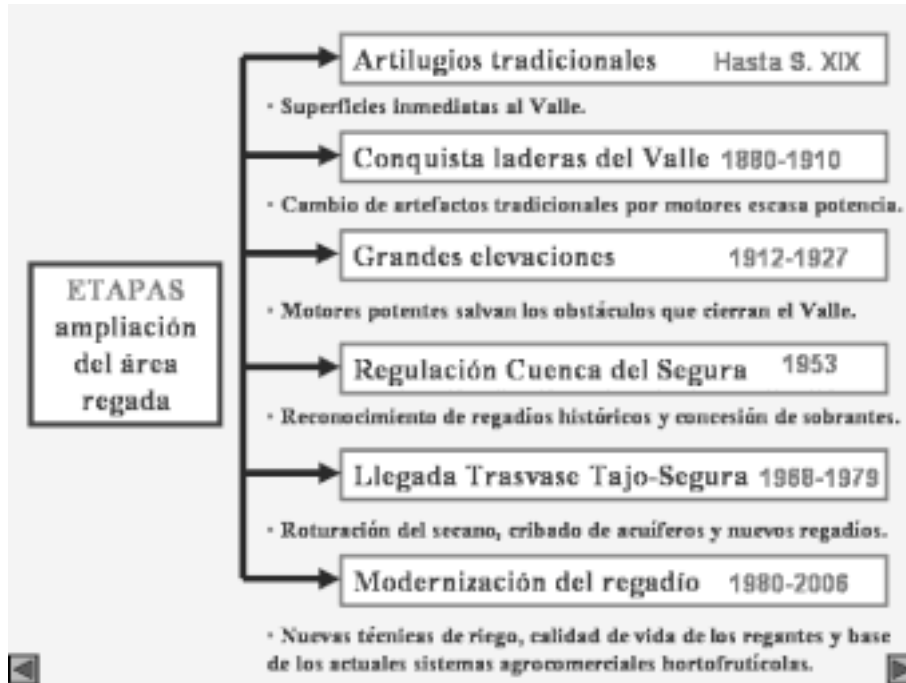 Artilugios tradicionales Hasta S. XIX
· Superficies inmediatas al Valle.
Conquista laderas del Valle 1880-1910
· Cambio de artefactos tradicionales por motores escasa potencia.
Grandes elevaciones 1912-1927
· Motores potentes salvan los obstáculos que cierran el Valle.
ETAPAS
ampliación
del área
regada
Regulación Cuenca del Segura 1953
· Reconocimiento de regadíos históricos y concesión de sobrantes.
Llegada Trasvase Tajo-Segura 1968-1979
· Roturación del secano, cribado de acuíferos y nuevos regadíos.
Modernización del regadío 1980-2006
· Nuevas técnicas de riego, calidad de vida de los regantes y base
de los actuales sistemas agrocomerciales hortofrutícolas.